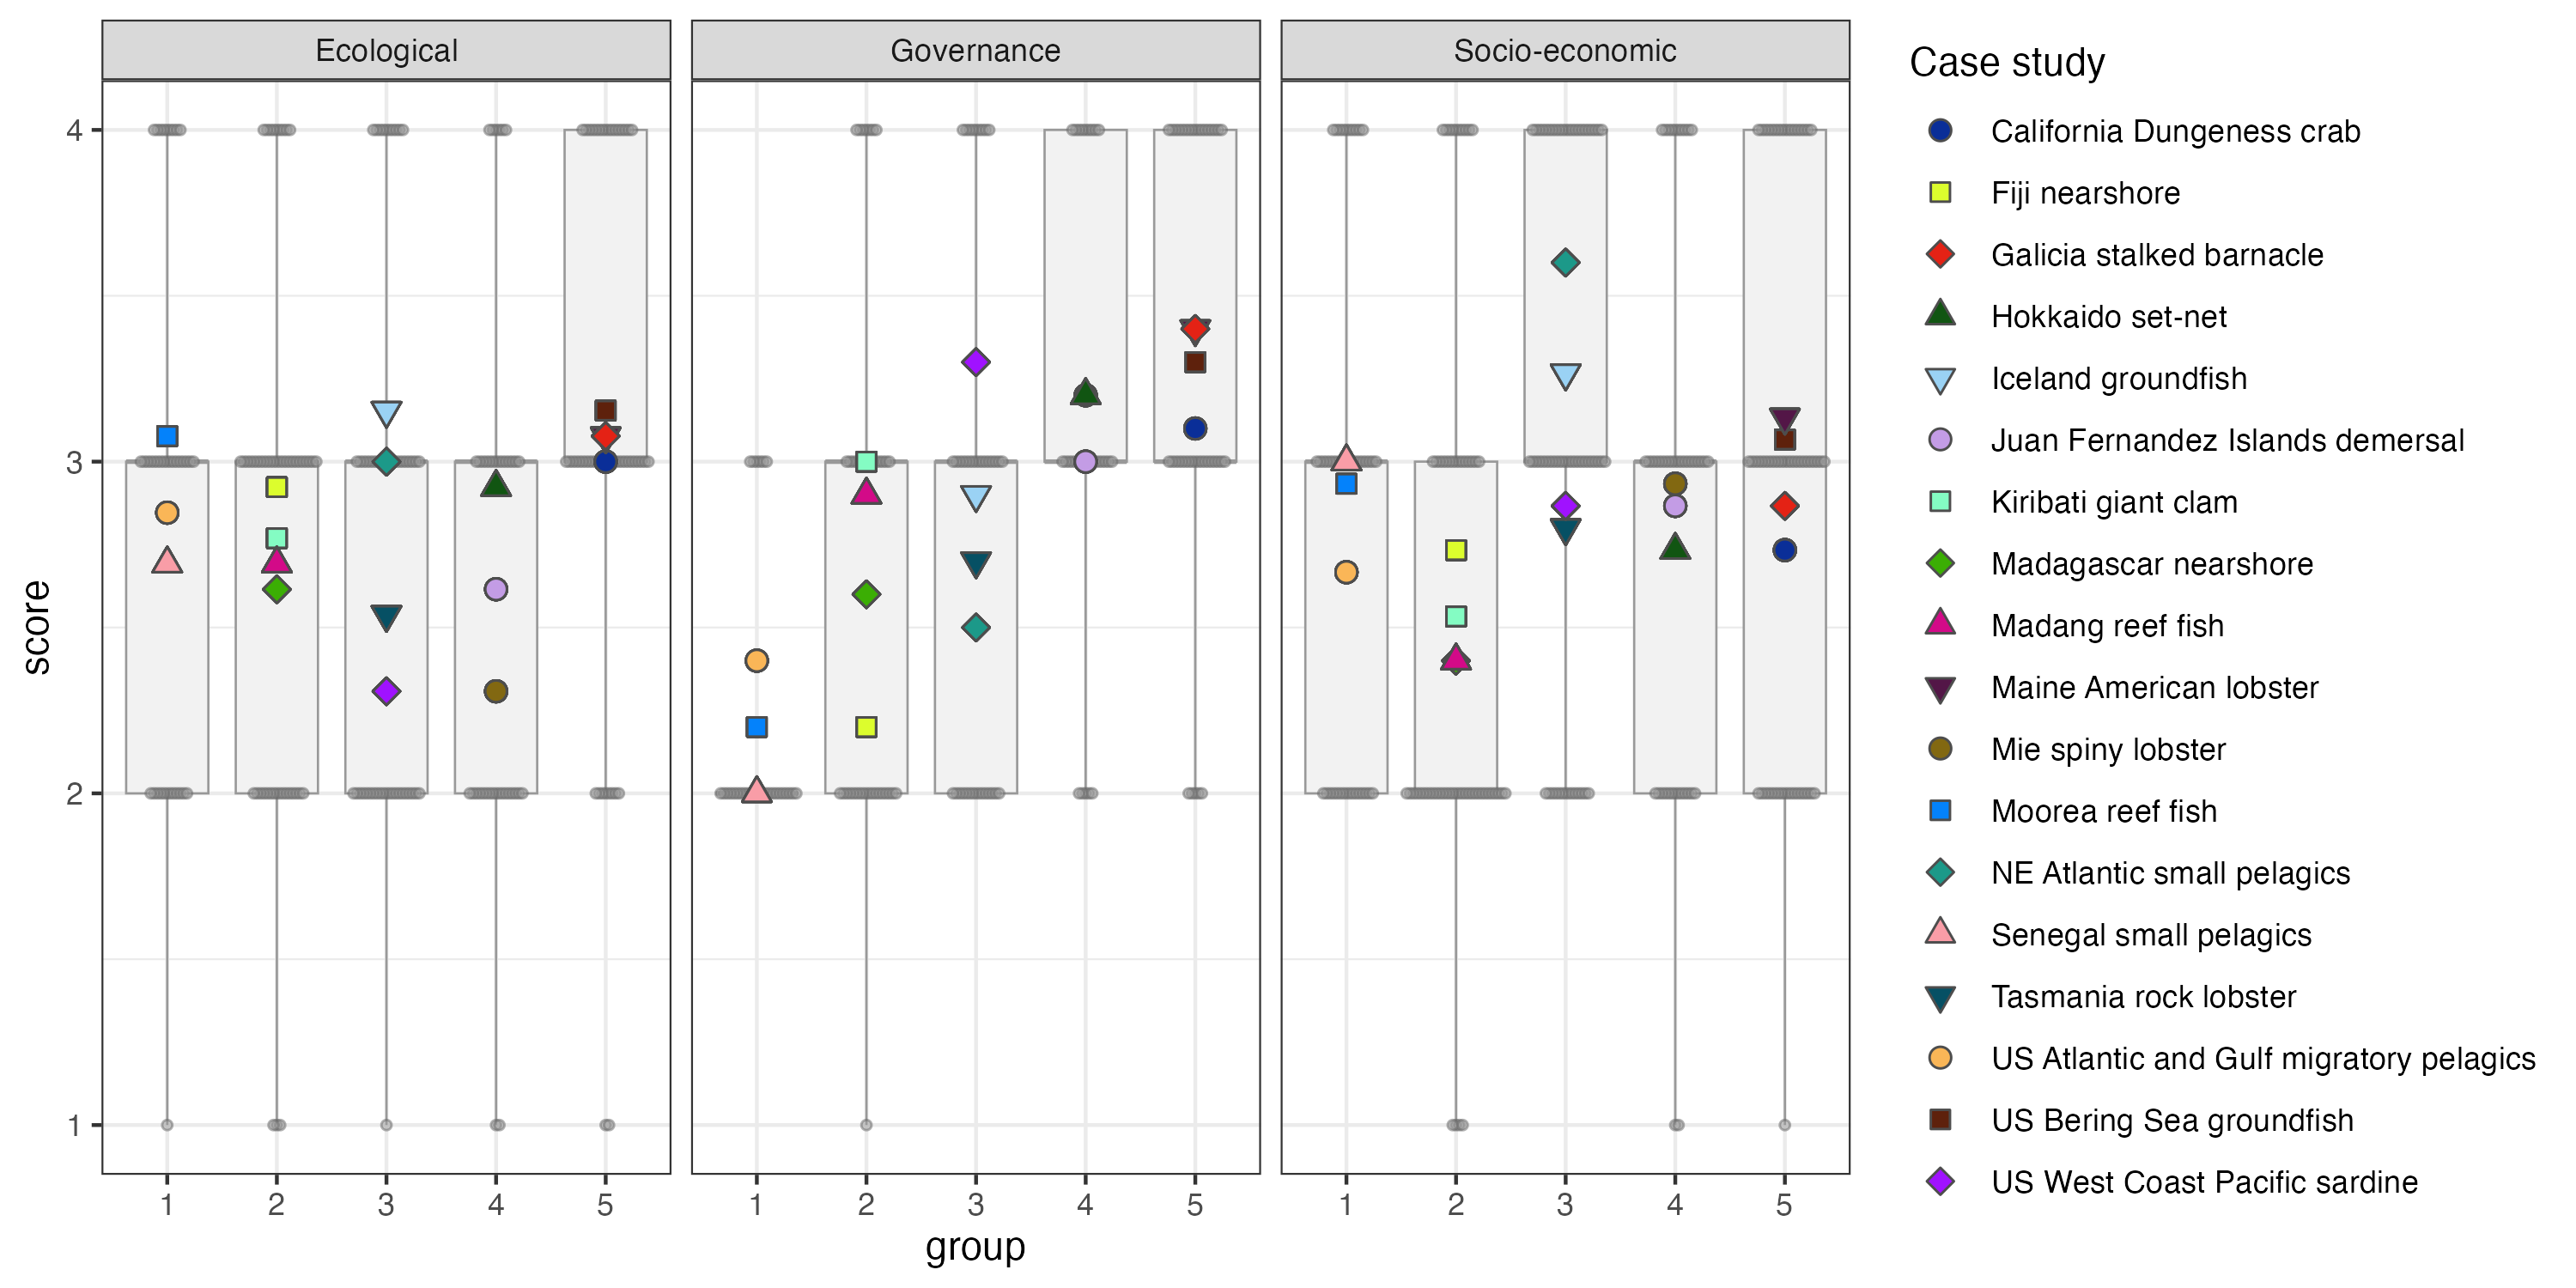 Ecological Governance Socio-economic
Case study
4
3
2
1
score
California Dungeness crab
Fiji nearshore
Galicia stalked barnacle
Hokkaido set-net
Iceland groundfish
Juan Fernandez Islands demersal
Kiribati giant clam
Madagascar nearshore
Madang reef fish
Maine American lobster
Mie spiny lobster
Moorea reef fish
NE Atlantic small pelagics
Senegal small pelagics
Tasmania rock lobster
US Atlantic and Gulf migratory pelagics
US Bering Sea groundfish
US West Coast Pacific sardine
1 2 3 4 5 1 2 3 4 5 1 2 3 4 5
group